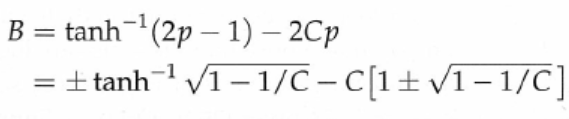 B = tanh⁻¹(2p − 1) − 2Cp
= ± tanh⁻¹ √(1 − 1/C) − C[1 ± √(1 − 1/C)]